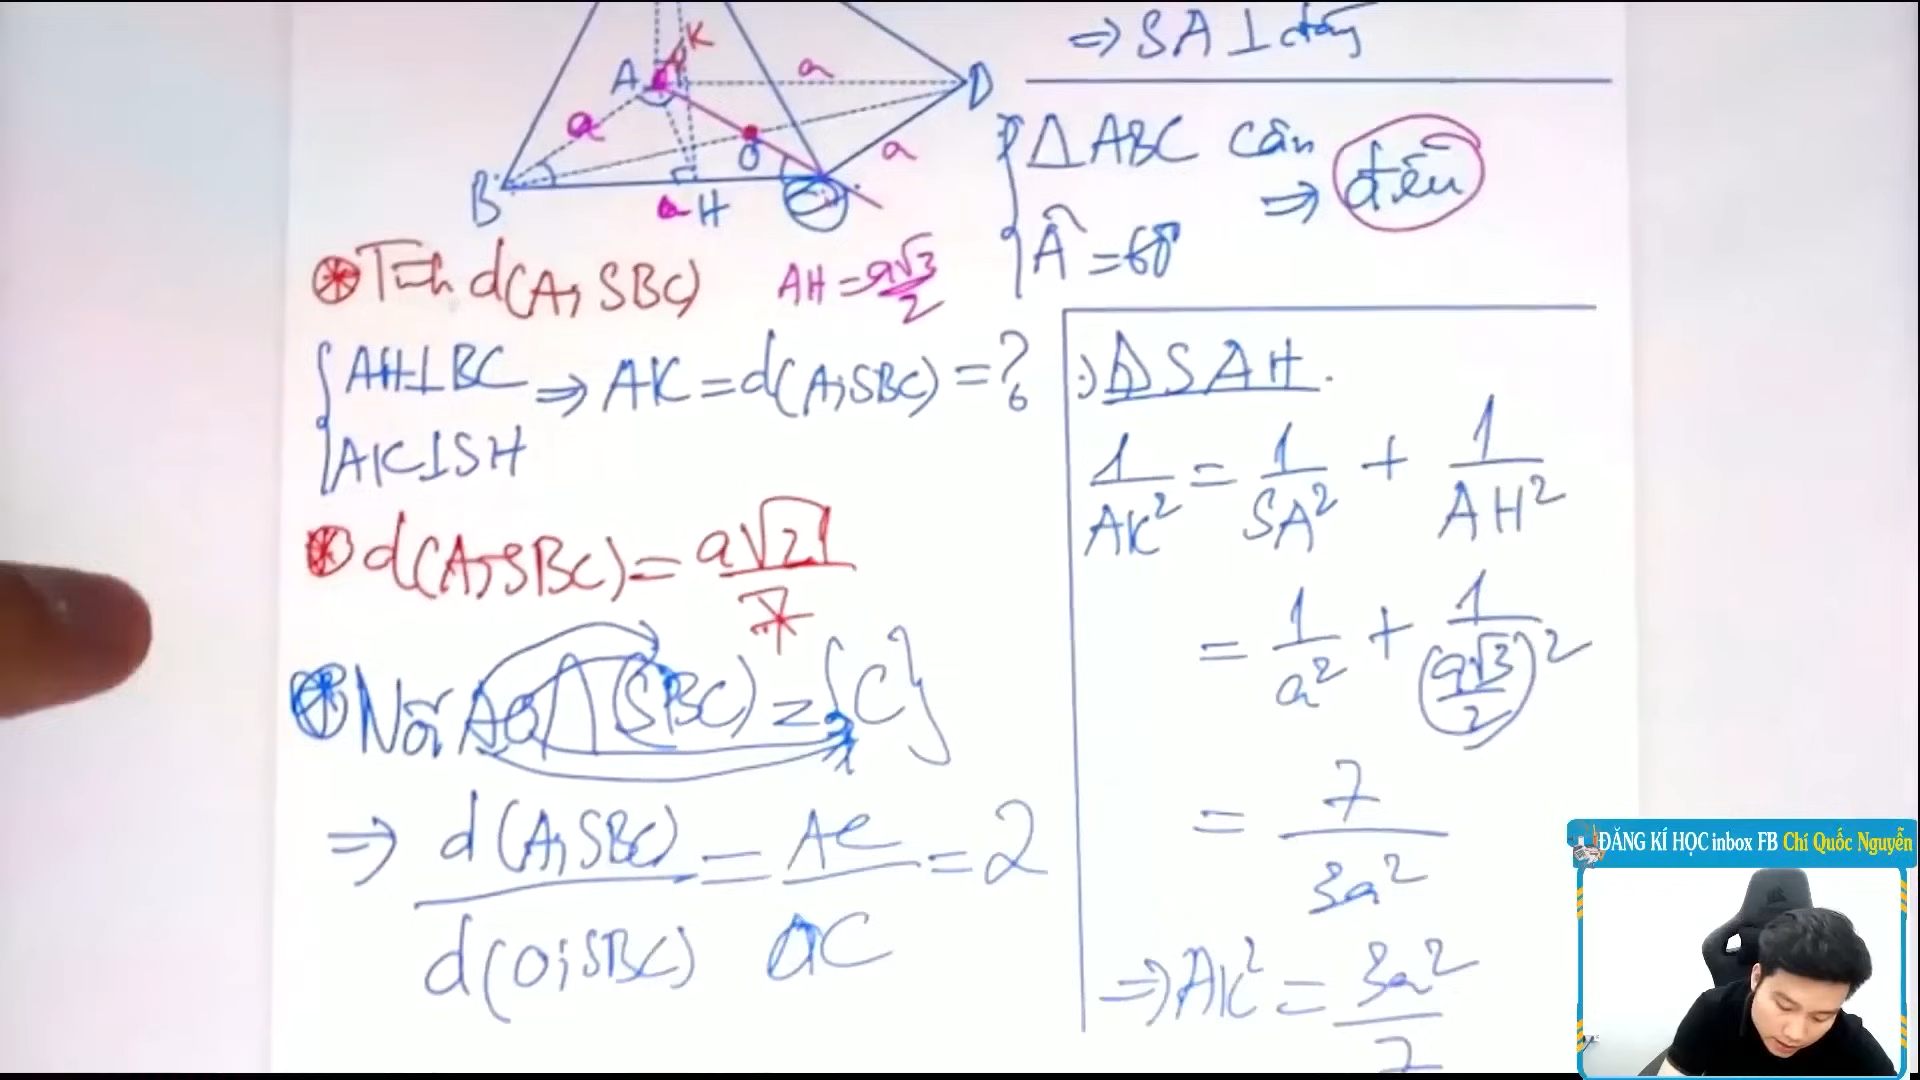 ⇒ SA ⊥ đáy
K
A
a
D
a
O
a
B
a H
ΔABC cân
⇒ đều
Â = 60°
⊛ Tính d(A, SBC)
AH = a√3/2
{ AH ⊥ BC
AK ⊥ SH
⇒ AK = d(A; SBC) = ?
⊛ d(A; SBC) = a√21/7
⊛ Nối AO ∩ (SBC) = {C}
⇒ d(A; SBC)/d(O; SBC) = AC/OC = 2
:) ΔSAH.
1/AK² = 1/SA² + 1/AH²
= 1/a² + 1/(a√3/2)²
= 7/3a²
⇒ AK² = 3a²/7
ĐĂNG KÍ HỌC inbox FB Chí Quốc Nguyễn